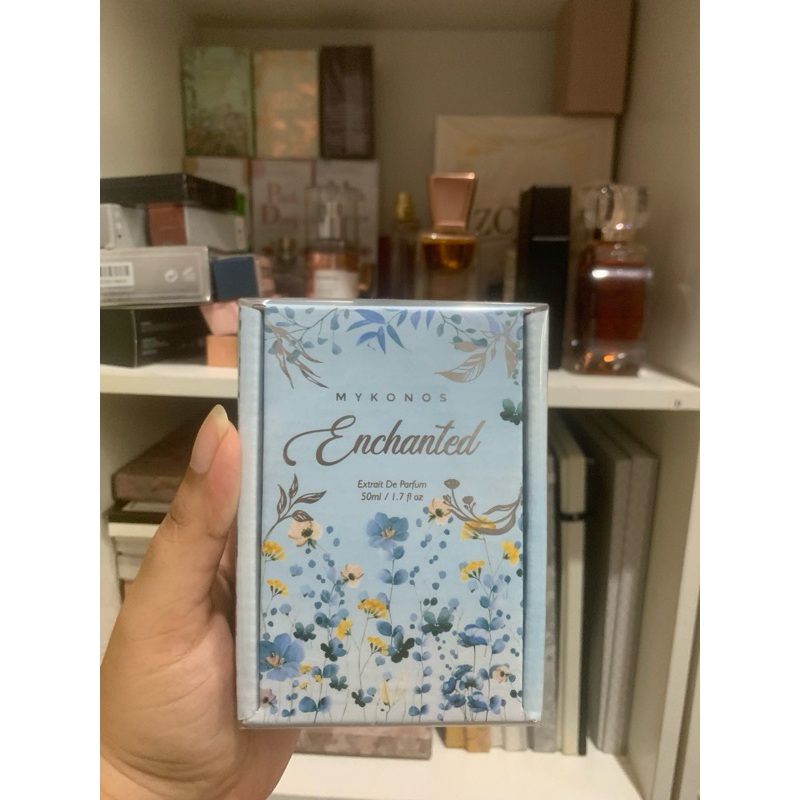 MYKONOS
Enchanted
Extrait De Parfum
50ml / 1.7 fl oz